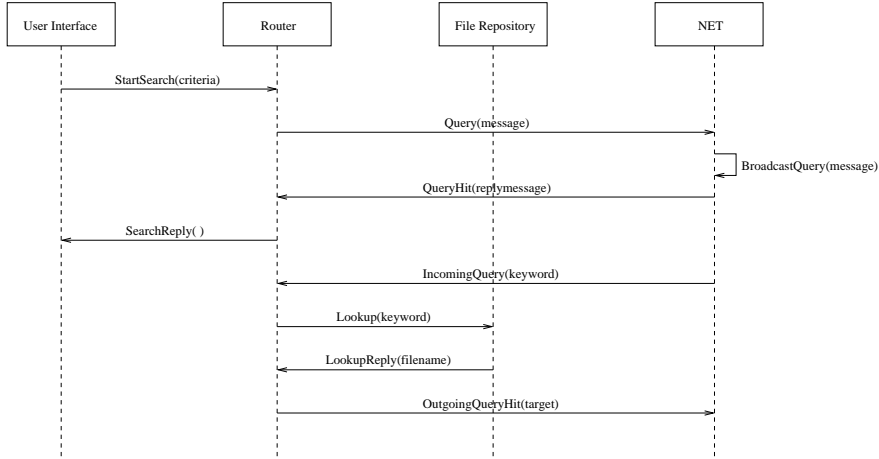 User Interface
Router
File Repository
NET
StartSearch(criteria)
Query(message)
BroadcastQuery(message)
QueryHit(replymessage)
SearchReply( )
IncomingQuery(keyword)
Lookup(keyword)
LookupReply(filename)
OutgoingQueryHit(target)